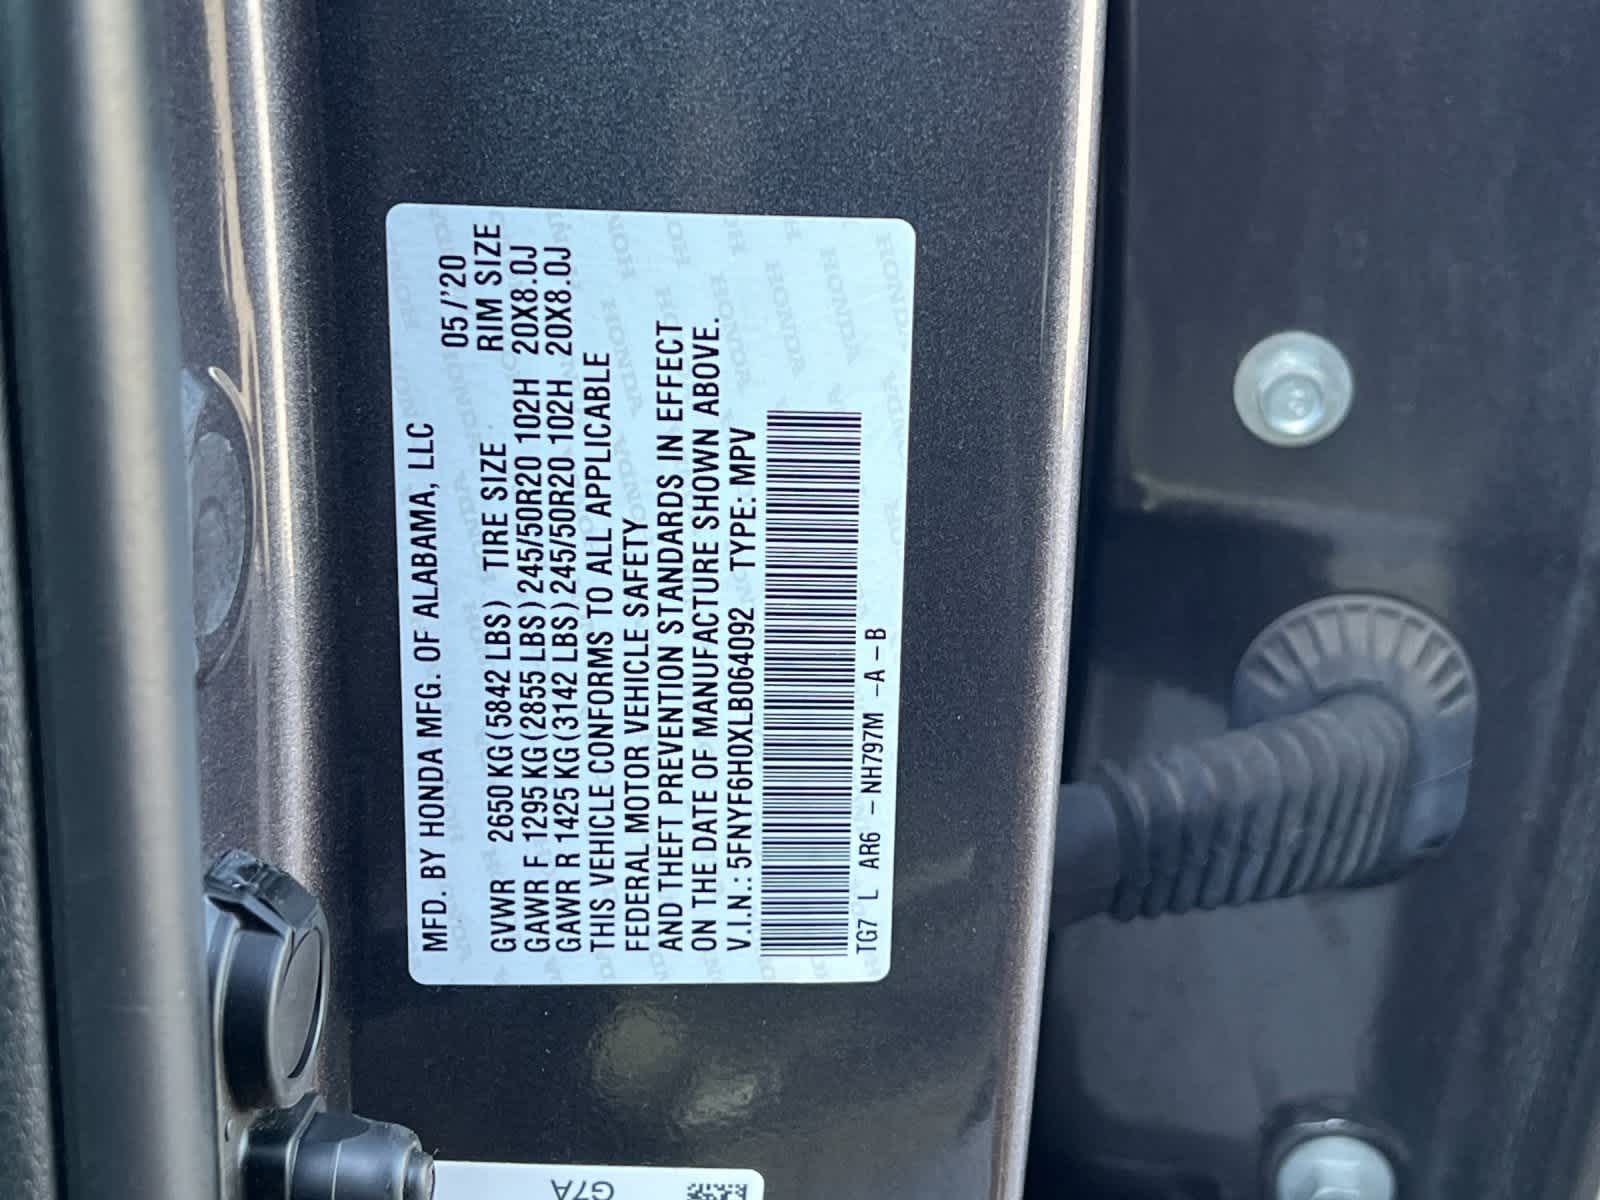 MFD. BY HONDA MFG. OF ALABAMA, LLC 05/'20
GVWR 2650 KG (5842 LBS) TIRE SIZE RIM SIZE
GAWR F 1295 KG (2855 LBS) 245/50R20 102H 20X8.0J
GAWR R 1425 KG (3142 LBS) 245/50R20 102H 20X8.0J
THIS VEHICLE CONFORMS TO ALL APPLICABLE
FEDERAL MOTOR VEHICLE SAFETY
AND THEFT PREVENTION STANDARDS IN EFFECT
ON THE DATE OF MANUFACTURE SHOWN ABOVE.
V.I.N.: 5FNYF6H0XLB064092 TYPE: MPV
TG7 L AR6 - NH797M -A-B
G7A